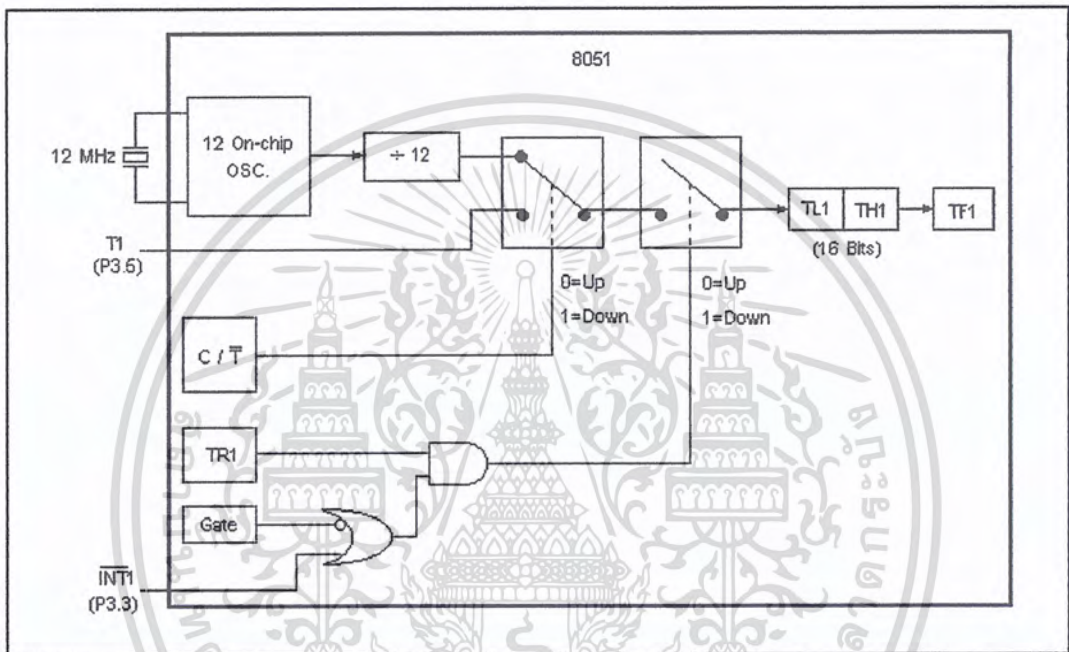 8051
12 MHz
12 On-chip
OSC.
÷ 12
T1
(P3.5)
TL1
TH1
TF1
(16 Bits)
0=Up
1=Down
0=Up
1=Down
C / T̅
TR1
Gate
I̅N̅T̅1̅
(P3.3)